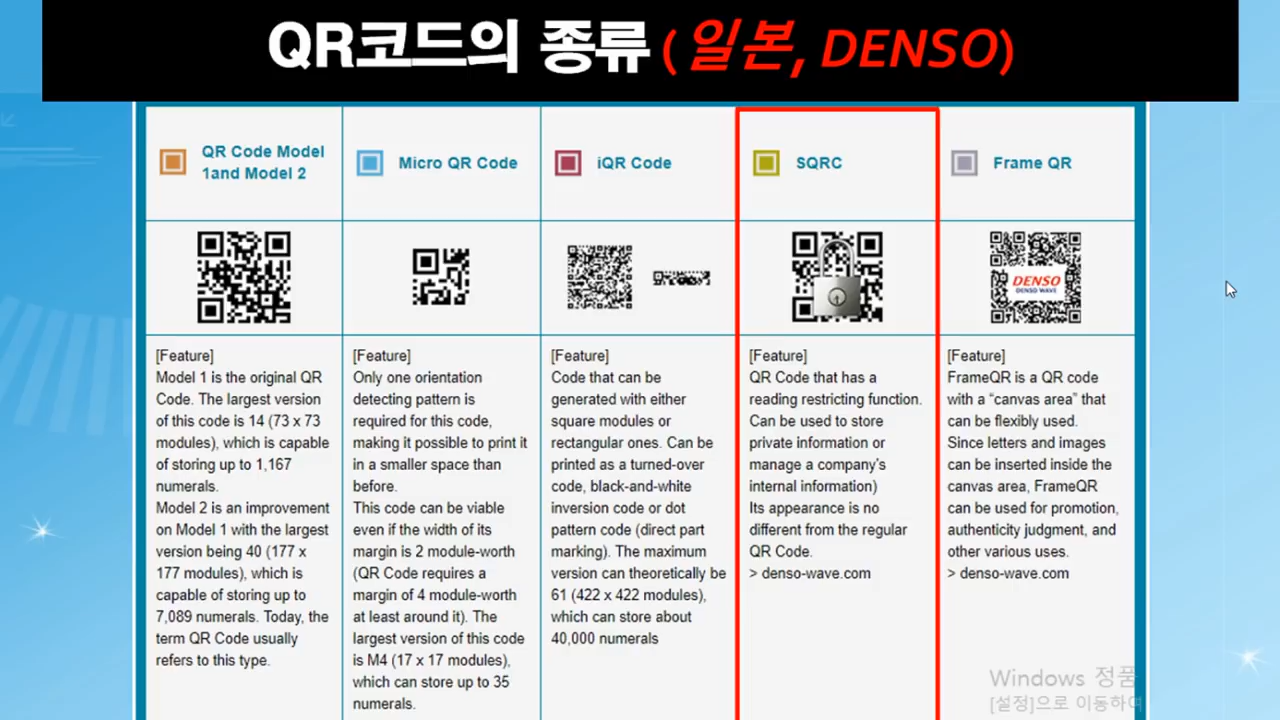 QR코드의 종류 (일본, DENSO)
QR Code Model
1and Model 2
Micro QR Code
iQR Code
SQRC
Frame QR
DENSO
DENSO WAVE
[Feature]
Model 1 is the original QR
Code. The largest version
of this code is 14 (73 x 73
modules), which is capable
of storing up to 1,167
numerals.
Model 2 is an improvement
on Model 1 with the largest
version being 40 (177 x
177 modules), which is
capable of storing up to
7,089 numerals. Today, the
term QR Code usually
refers to this type.
[Feature]
Only one orientation
detecting pattern is
required for this code,
making it possible to print it
in a smaller space than
before.
This code can be viable
even if the width of its
margin is 2 module-worth
(QR Code requires a
margin of 4 module-worth
at least around it). The
largest version of this code
is M4 (17 x 17 modules),
which can store up to 35
numerals.
[Feature]
Code that can be
generated with either
square modules or
rectangular ones. Can be
printed as a turned-over
code, black-and-white
inversion code or dot
pattern code (direct part
marking). The maximum
version can theoretically be
61 (422 x 422 modules),
which can store about
40,000 numerals
[Feature]
QR Code that has a
reading restricting function.
Can be used to store
private information or
manage a company's
internal information)
Its appearance is no
different from the regular
QR Code.
> denso-wave.com
[Feature]
FrameQR is a QR code
with a “canvas area” that
can be flexibly used.
Since letters and images
can be inserted inside the
canvas area, FrameQR
can be used for promotion,
authenticity judgment, and
other various uses.
> denso-wave.com
Windows 정품
[설정]으로 이동하여